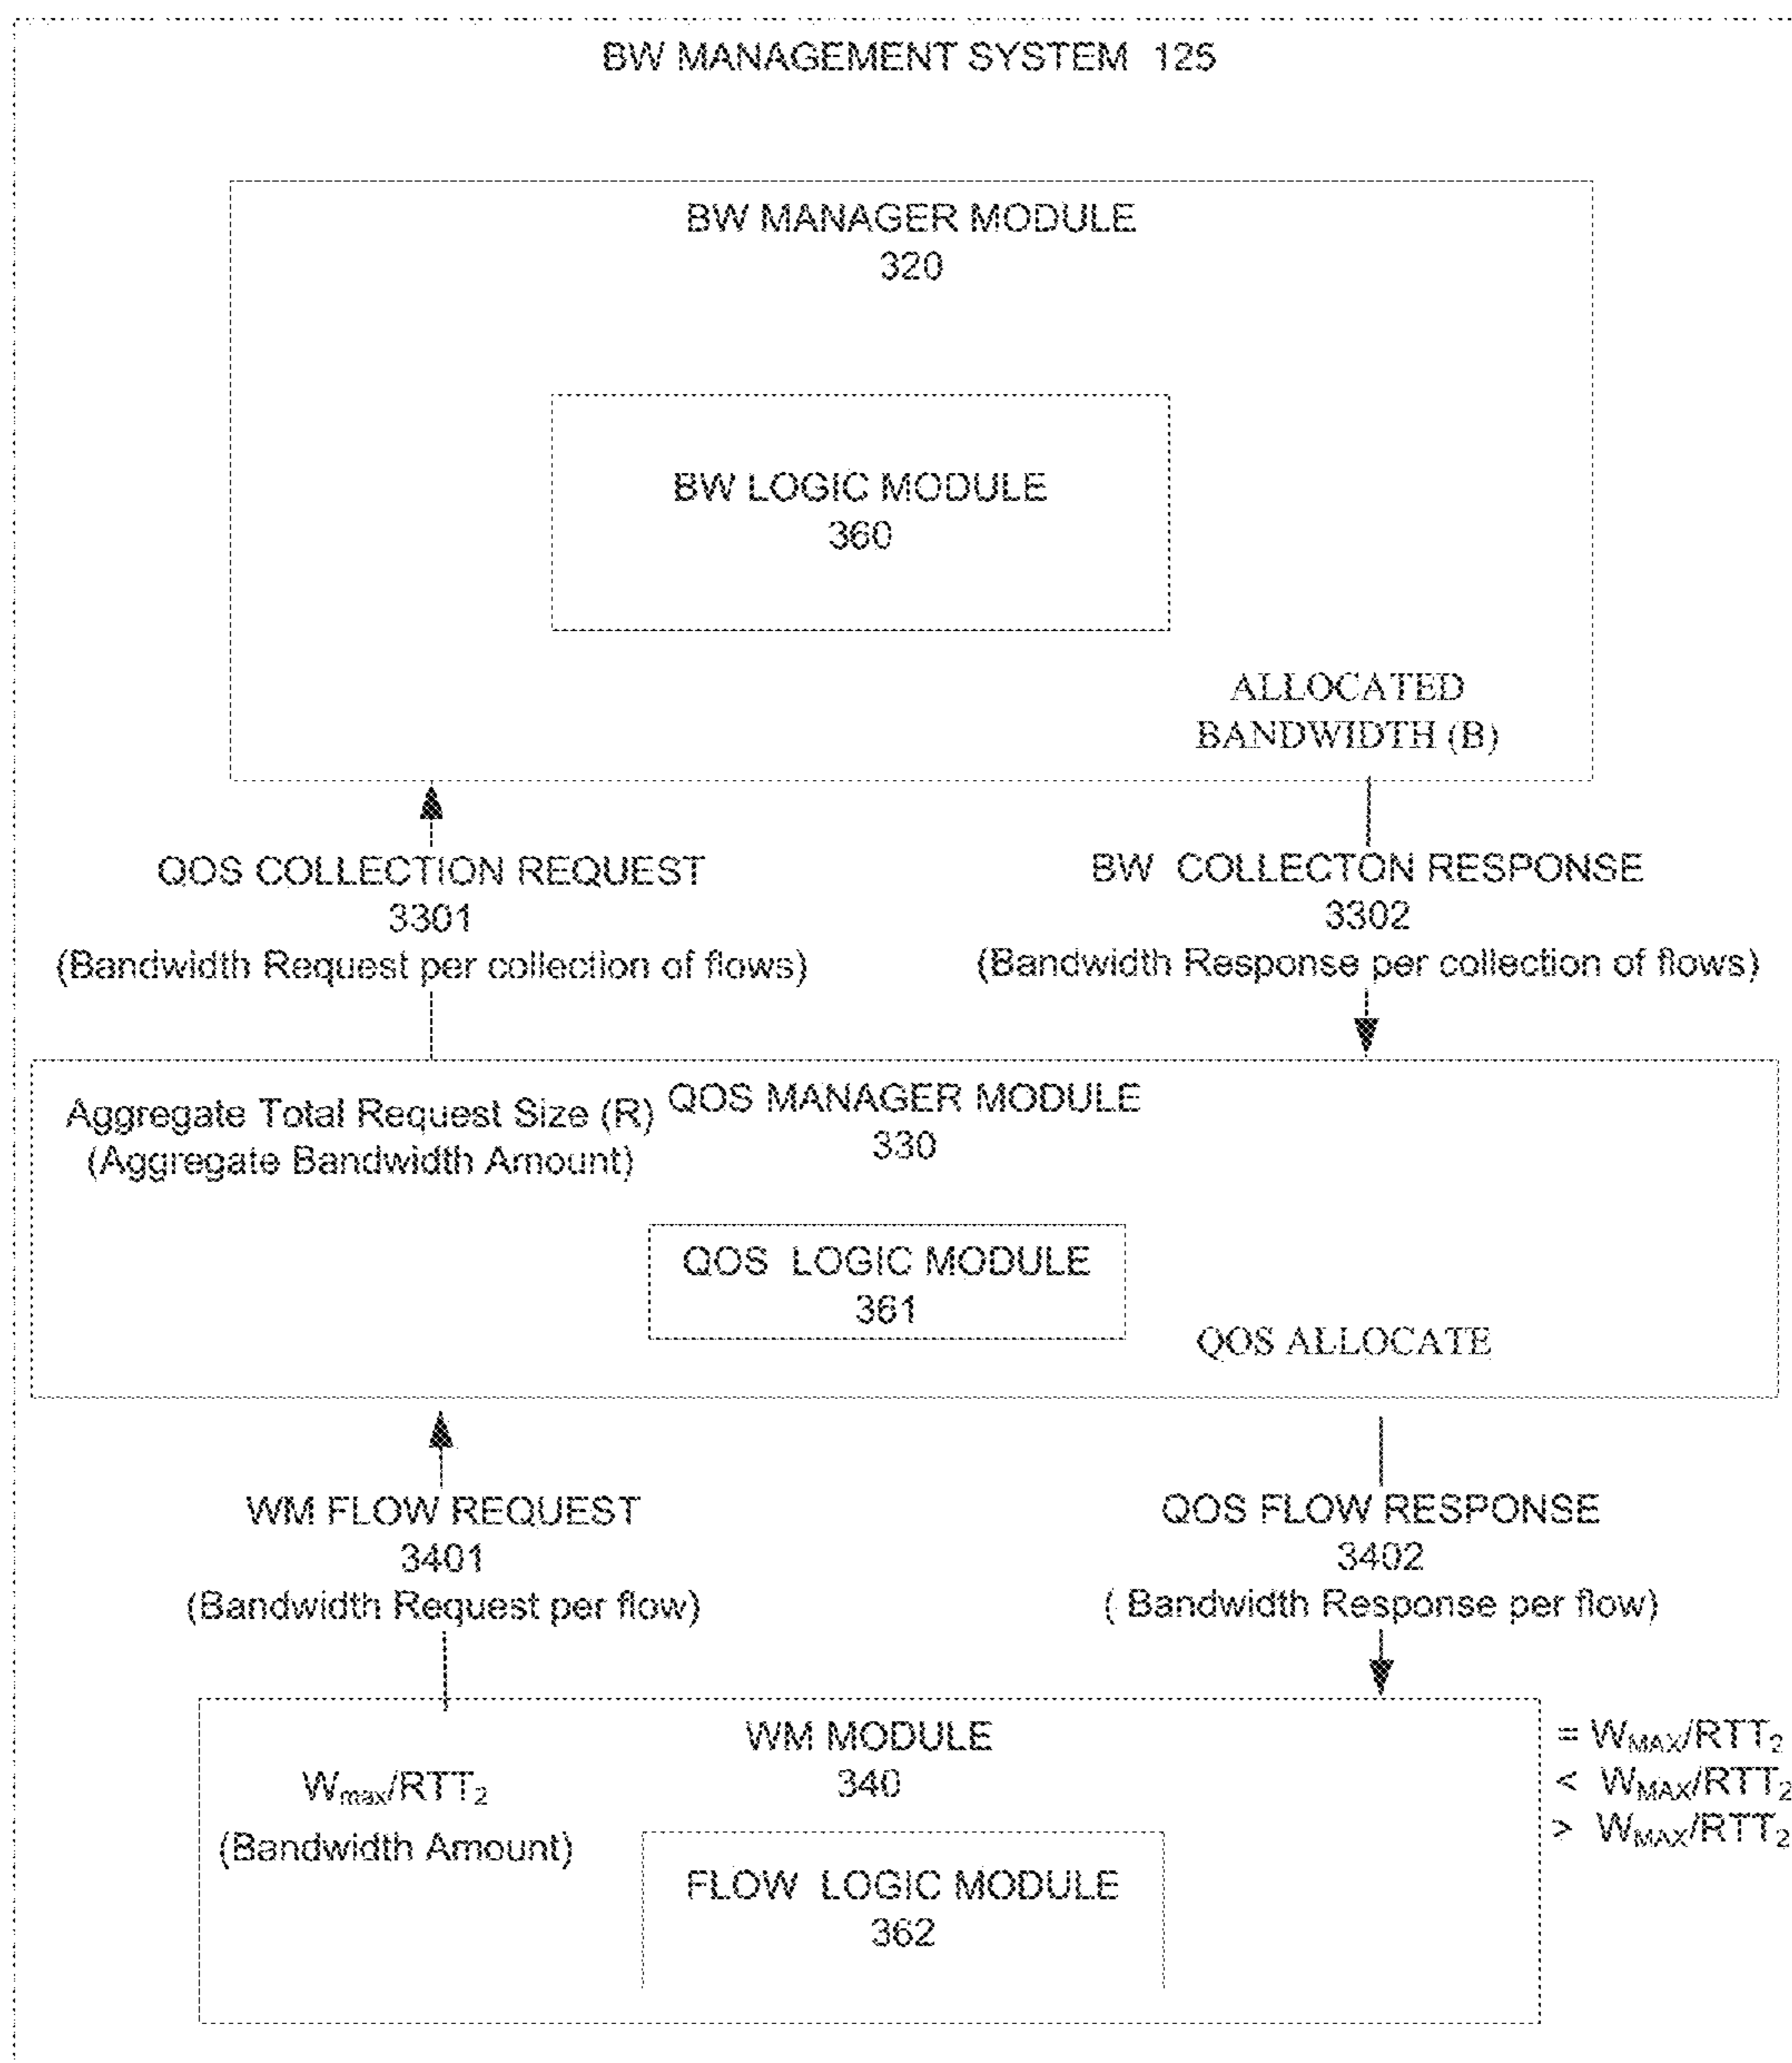 BW MANAGEMENT SYSTEM 125
BW MANAGER MODULE
320
BW LOGIC MODULE
360
ALLOCATED
BANDWIDTH (B)
QOS COLLECTION REQUEST
3301
(Bandwidth Request per collection of flows)
BW COLLECTON RESPONSE
3302
(Bandwidth Response per collection of flows)
Aggregate Total Request Size (R)
(Aggregate Bandwidth Amount)
QOS MANAGER MODULE
330
QOS LOGIC MODULE
361
QOS ALLOCATE
WM FLOW REQUEST
3401
(Bandwidth Request per flow)
QOS FLOW RESPONSE
3402
( Bandwidth Response per flow)
WM MODULE
340
Wmax/RTT2
(Bandwidth Amount)
FLOW LOGIC MODULE
362
= WMAX/RTT2
< WMAX/RTT2
> WMAX/RTT2